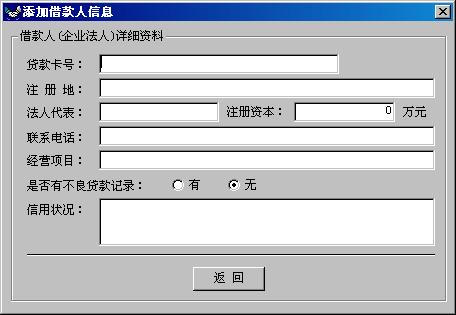 添加借款人信息
借款人(企业法人)详细资料
贷款卡号：
注 册 地：
法人代表： 注册资本： 0 万元
联系电话：
经营项目：
是否有不良贷款记录： 有 无
信用状况：
返 回